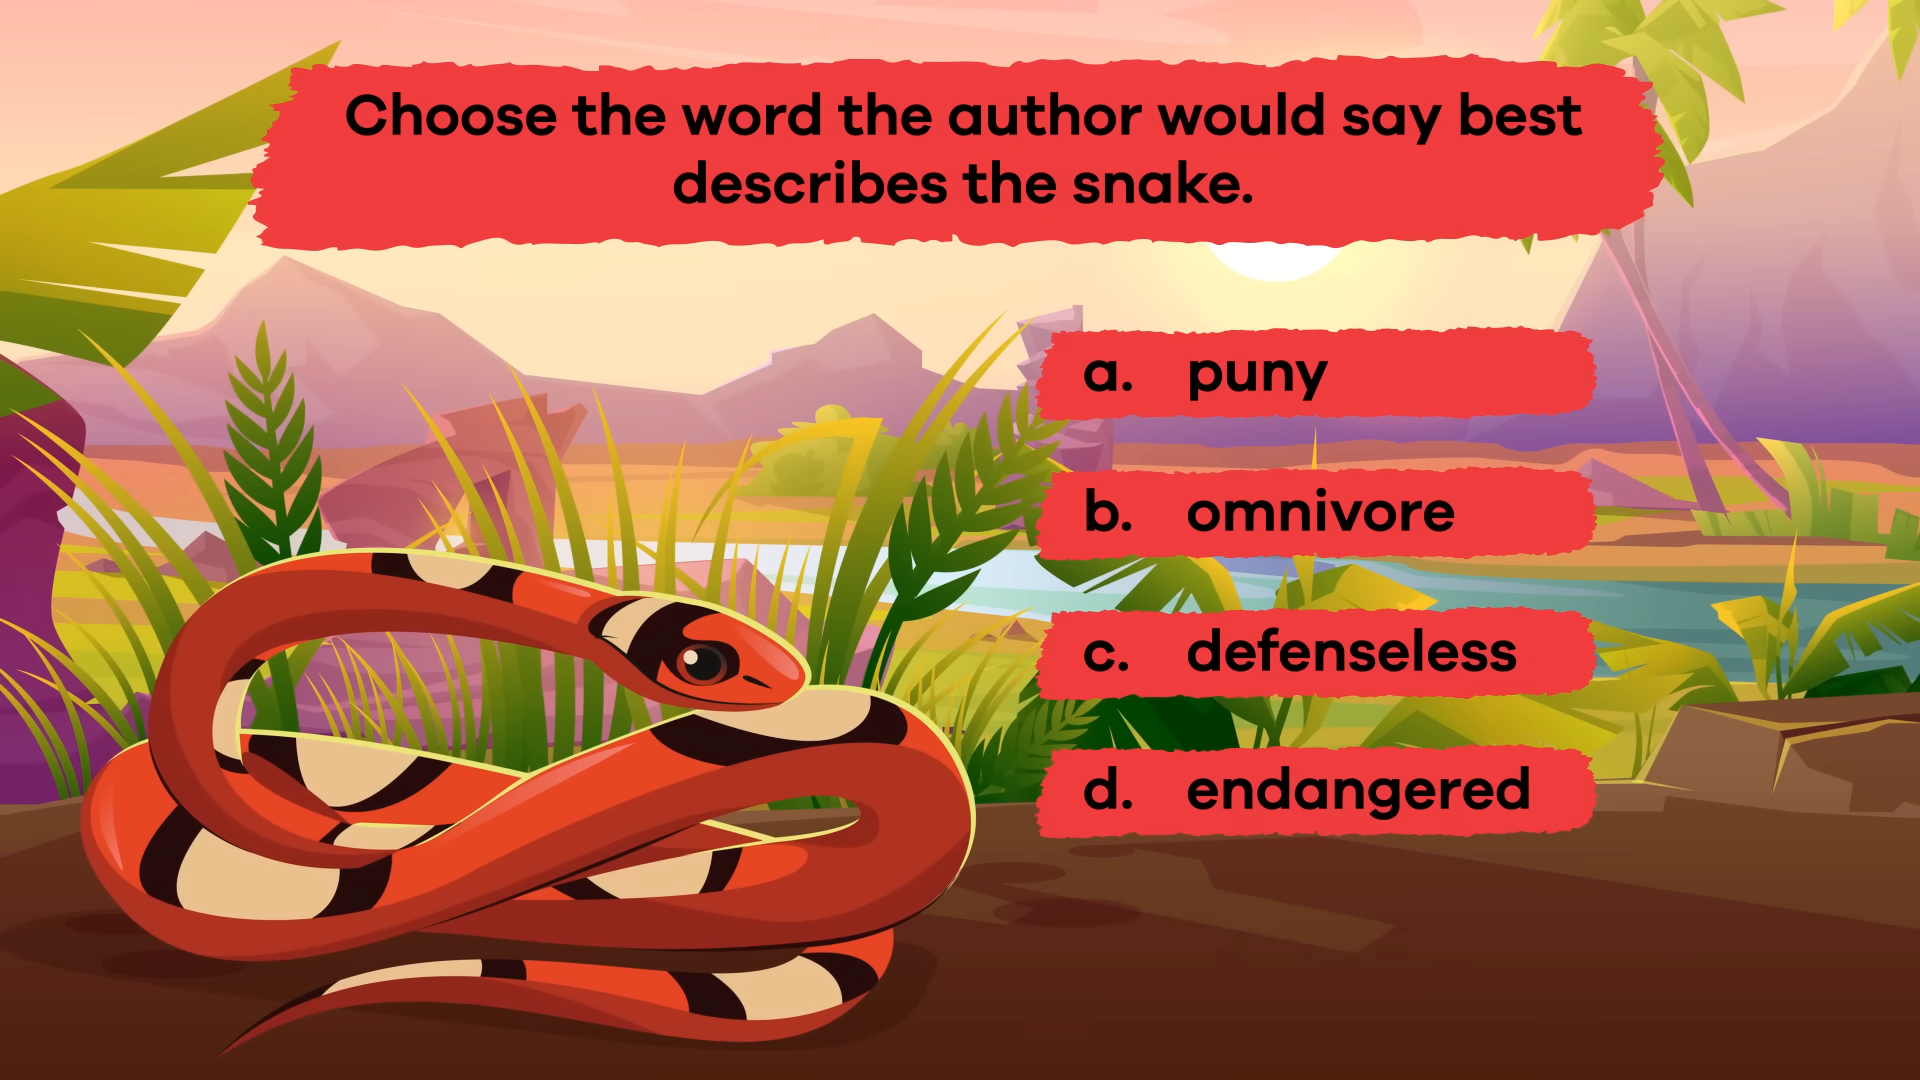 Choose the word the author would say best
describes the snake.
a. puny
b. omnivore
c. defenseless
d. endangered